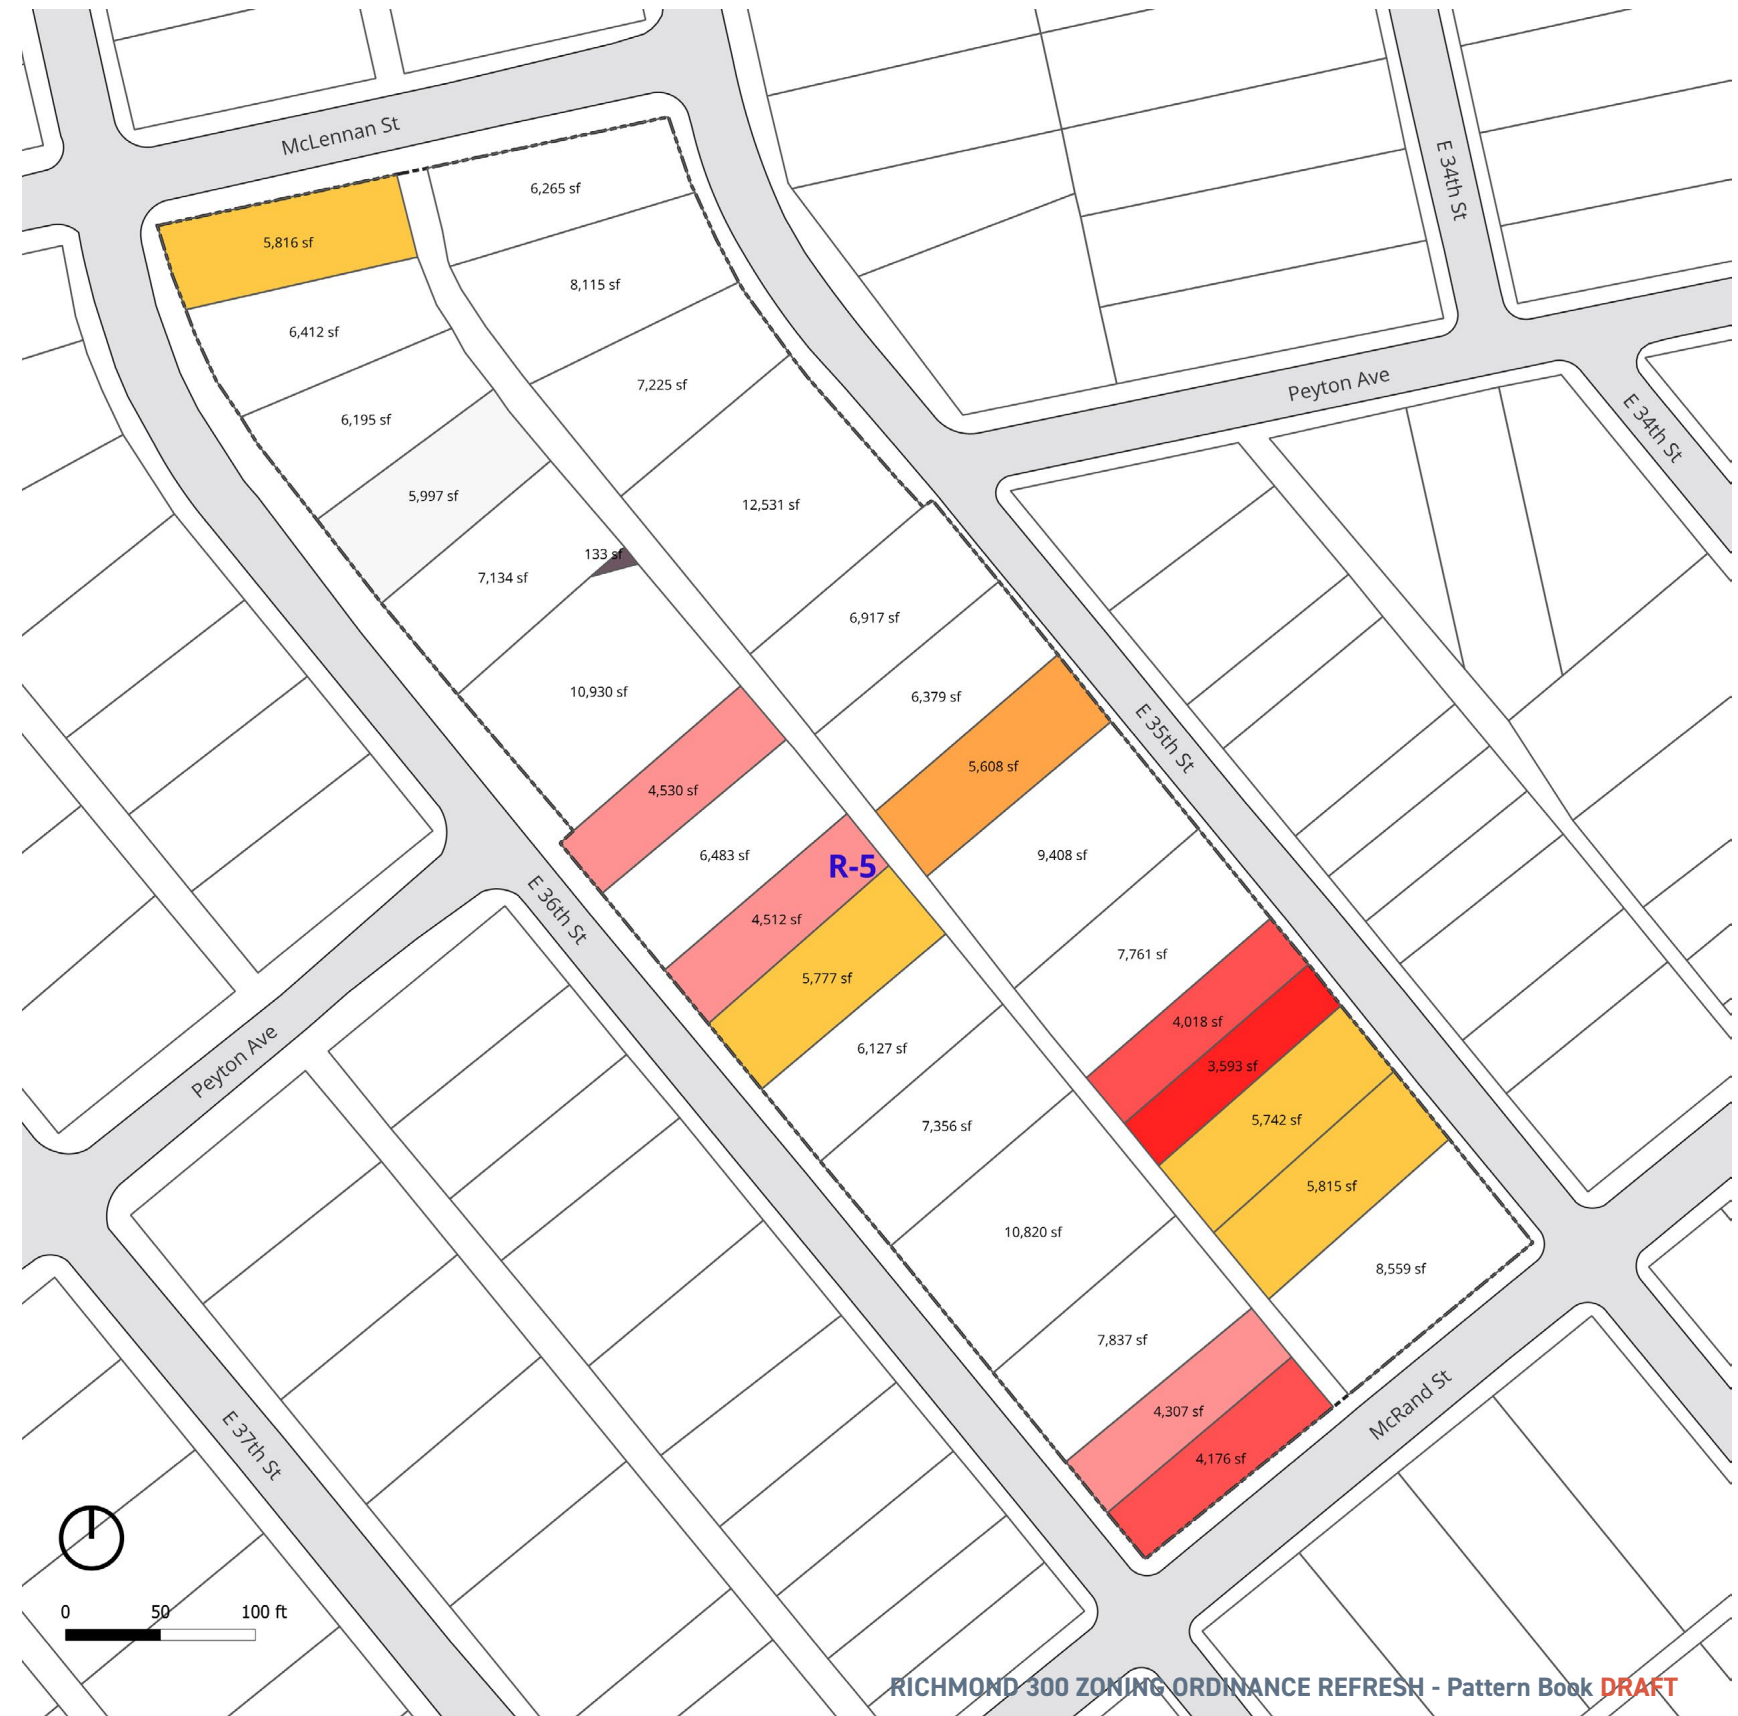 McLennan St
E 34th St
6,265 sf
5,816 sf
8,115 sf
6,412 sf
Peyton Ave
7,225 sf
6,195 sf
E 34th St
5,997 sf
12,531 sf
133 sf
7,134 sf
6,917 sf
10,930 sf
6,379 sf
E 35th St
5,608 sf
4,530 sf
6,483 sf
R-5
9,408 sf
E 36th St
4,512 sf
7,761 sf
5,777 sf
4,018 sf
6,127 sf
Peyton Ave
3,593 sf
7,356 sf
5,742 sf
5,815 sf
10,820 sf
8,559 sf
7,837 sf
McRand St
4,307 sf
E 37th St
4,176 sf
0 50 100 ft
RICHMOND 300 ZONING ORDINANCE REFRESH - Pattern Book DRAFT